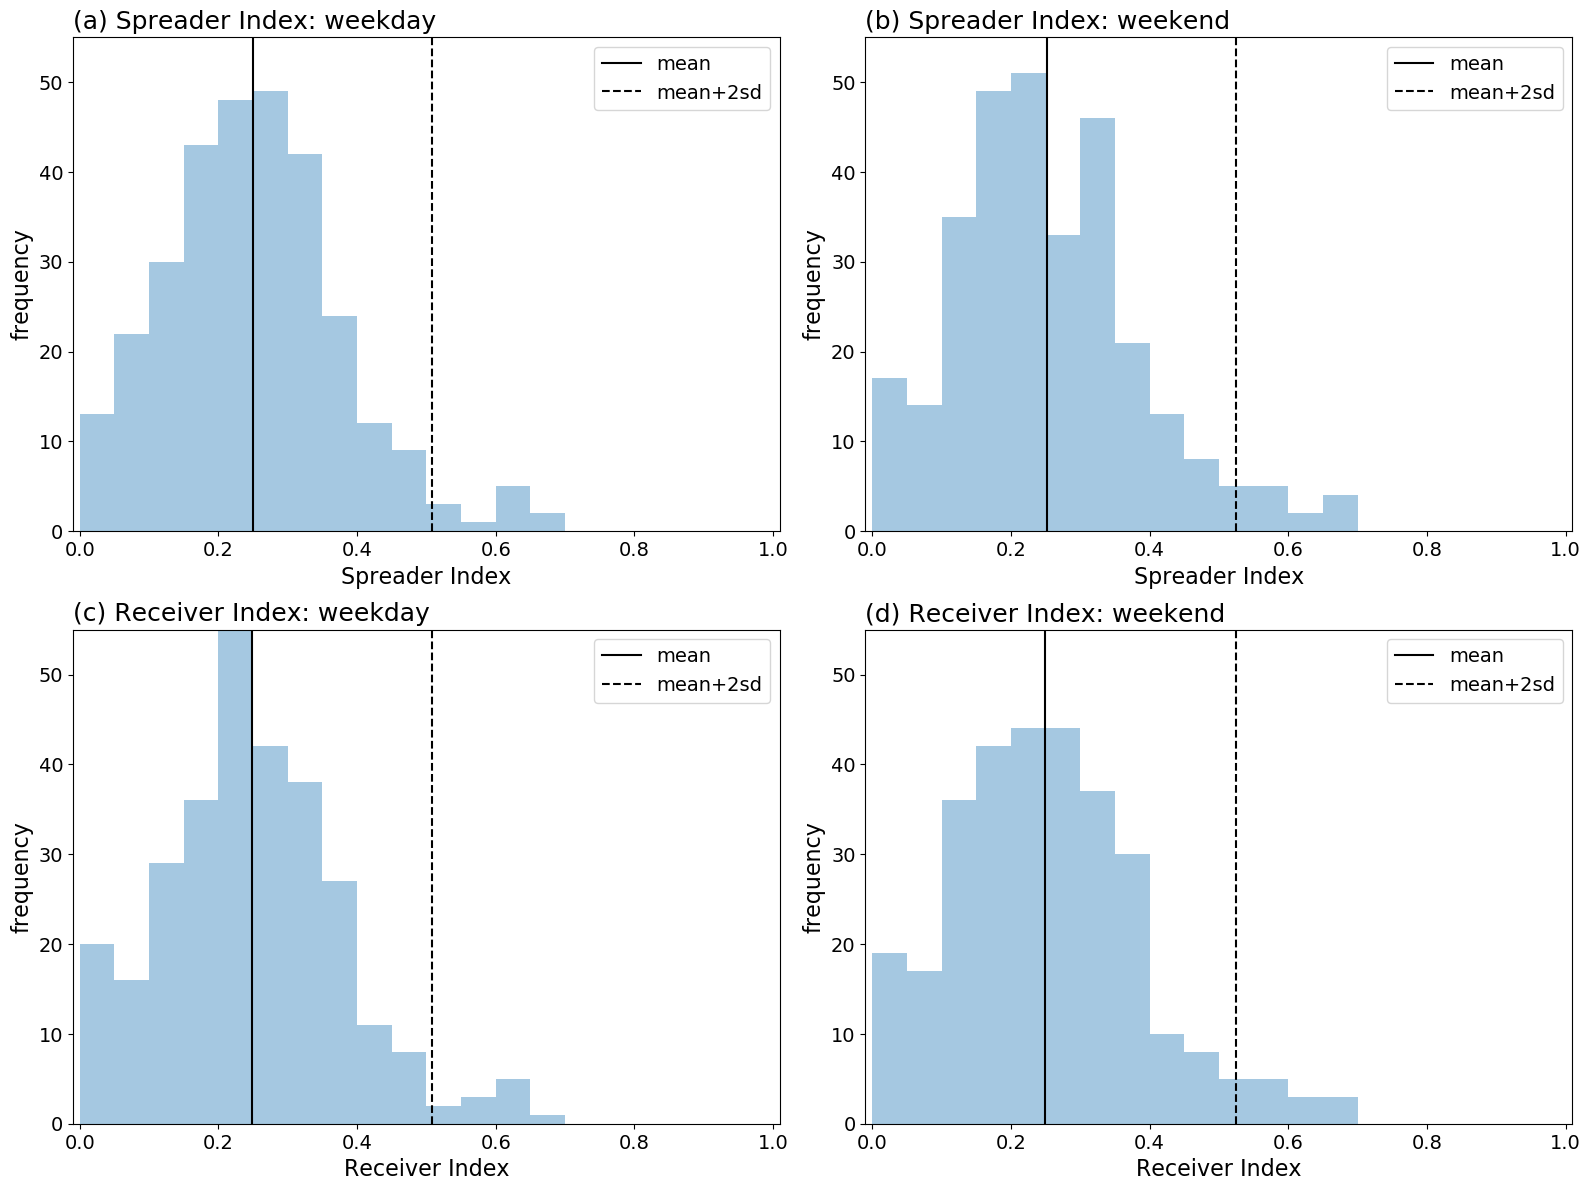 (a) Spreader Index: weekday
50
40
30
20
10
0
frequency
mean
mean+2sd
0.0 0.2 0.4 0.6 0.8 1.0
Spreader Index
(b) Spreader Index: weekend
50
40
30
20
10
0
frequency
mean
mean+2sd
0.0 0.2 0.4 0.6 0.8 1.0
Spreader Index
(c) Receiver Index: weekday
50
40
30
20
10
0
frequency
mean
mean+2sd
0.0 0.2 0.4 0.6 0.8 1.0
Receiver Index
(d) Receiver Index: weekend
50
40
30
20
10
0
frequency
mean
mean+2sd
0.0 0.2 0.4 0.6 0.8 1.0
Receiver Index